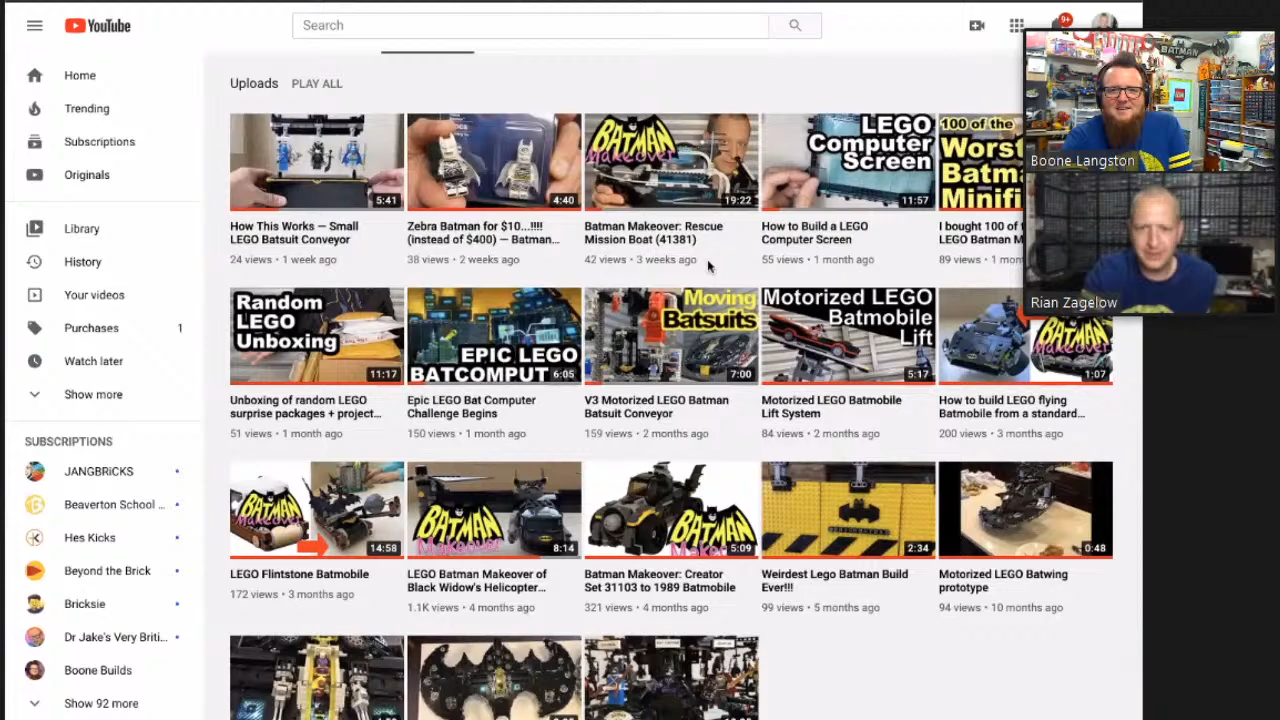 YouTube
Search
9+
Home
Trending
Subscriptions
Originals
Library
History
Your videos
Purchases 1
Watch later
Show more
SUBSCRIPTIONS
JANGBRiCKS
Beaverton School ...
Hes Kicks
Beyond the Brick
Bricksie
Dr Jake's Very Briti...
Boone Builds
Show 92 more
Uploads PLAY ALL
5:41
How This Works — Small
LEGO Batsuit Conveyor
24 views • 1 week ago
4:40
Zebra Batman for $10...!!!!
(instead of $400) — Batman...
38 views • 2 weeks ago
BATMAN
Makeover
19:22
Batman Makeover: Rescue
Mission Boat (41381)
42 views • 3 weeks ago
LEGO
Computer
Screen
11:57
How to Build a LEGO
Computer Screen
55 views • 1 month ago
100 of the
Worst
Batma
Minifi
I bought 100 of
LEGO Batman M
89 views • 1 mon
BATMAN
LEGO
Boone Langston
Rian Zagelow
Random
LEGO
Unboxing
11:17
Unboxing of random LEGO
surprise packages + project...
51 views • 1 month ago
EPIC LEGO
BATCOMPUT
6:05
Epic LEGO Bat Computer
Challenge Begins
150 views • 1 month ago
Moving
Batsuits
7:00
V3 Motorized LEGO Batman
Batsuit Conveyor
159 views • 2 months ago
Motorized LEGO
Batmobile
Lift
5:17
Motorized LEGO Batmobile
Lift System
84 views • 2 months ago
BATMAN
Makeover
1:07
How to build LEGO flying
Batmobile from a standard...
200 views • 3 months ago
BATMAN
Makeover
14:58
LEGO Flintstone Batmobile
172 views • 3 months ago
BATMAN
Makeover
8:14
LEGO Batman Makeover of
Black Widow's Helicopter...
1.1K views • 4 months ago
BATMAN
Makeover
5:09
Batman Makeover: Creator
Set 31103 to 1989 Batmobile
321 views • 4 months ago
2:34
Weirdest Lego Batman Build
Ever!!!
99 views • 5 months ago
0:48
Motorized LEGO Batwing
prototype
94 views • 10 months ago